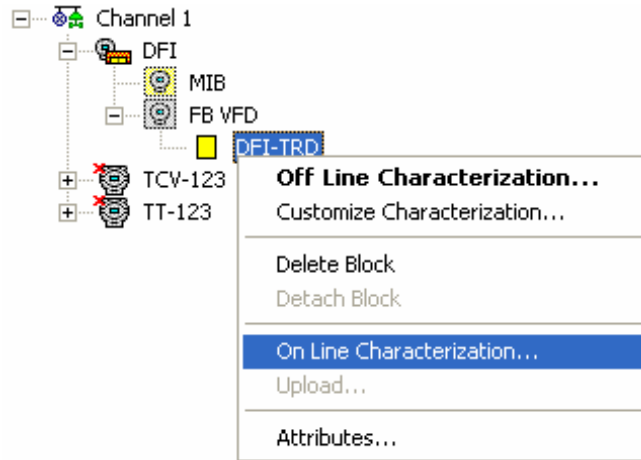 Channel 1
DFI
MIB
FB VFD
DFI-TRD
TCV-123
TT-123
Off Line Characterization...
Customize Characterization...
Delete Block
Detach Block
On Line Characterization...
Upload...
Attributes...